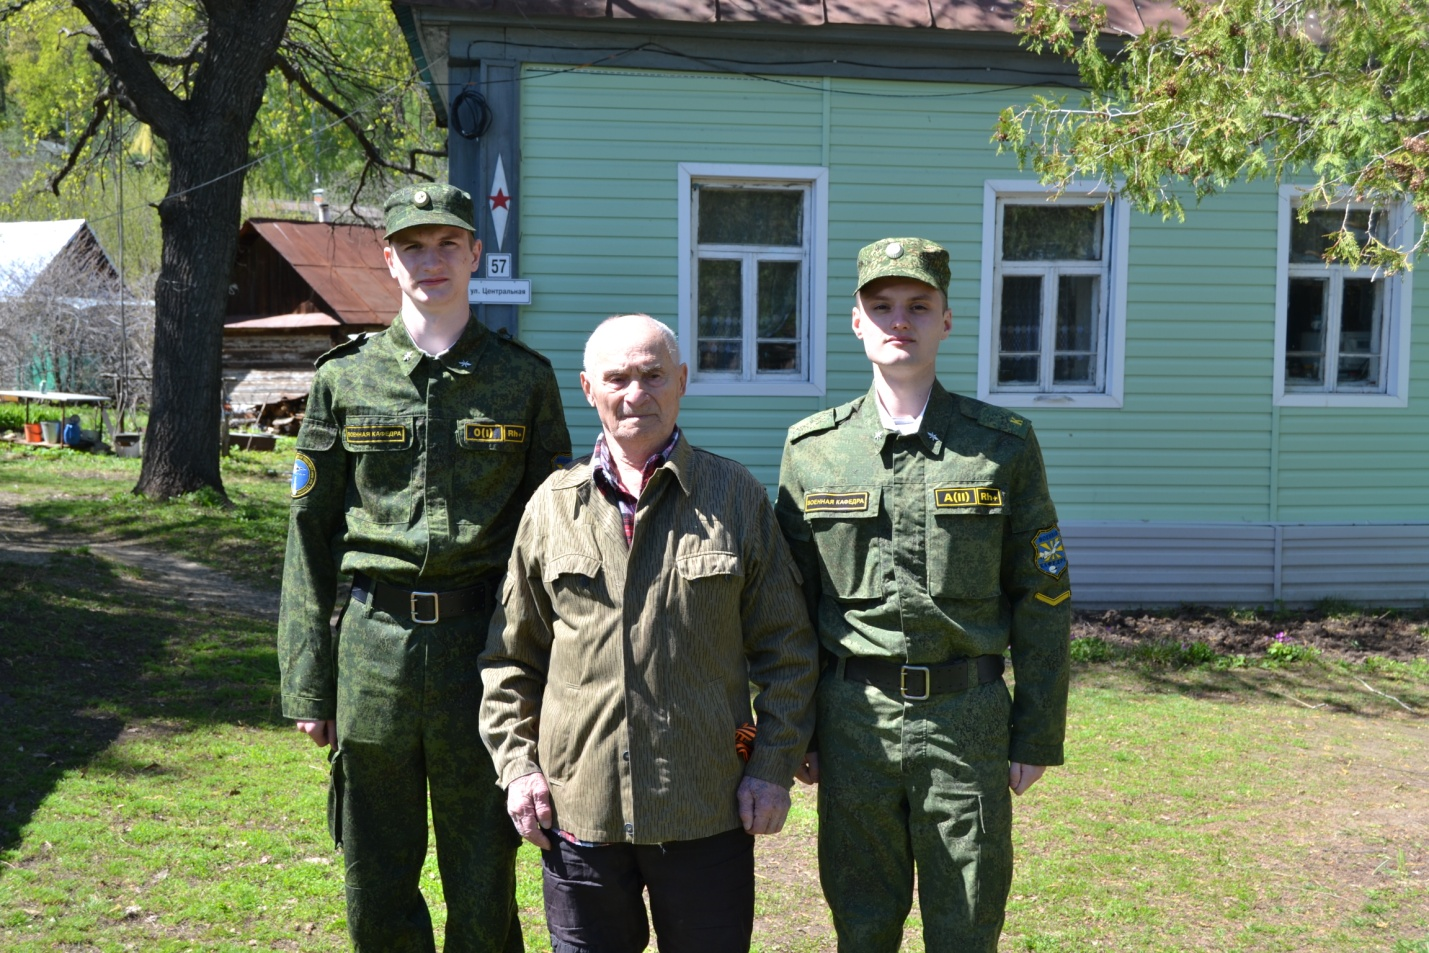 57
ул. Центральная
ВОЕННАЯ КАФЕДРА
O(I) Rh+
ВОЕННАЯ КАФЕДРА
A(II) Rh+